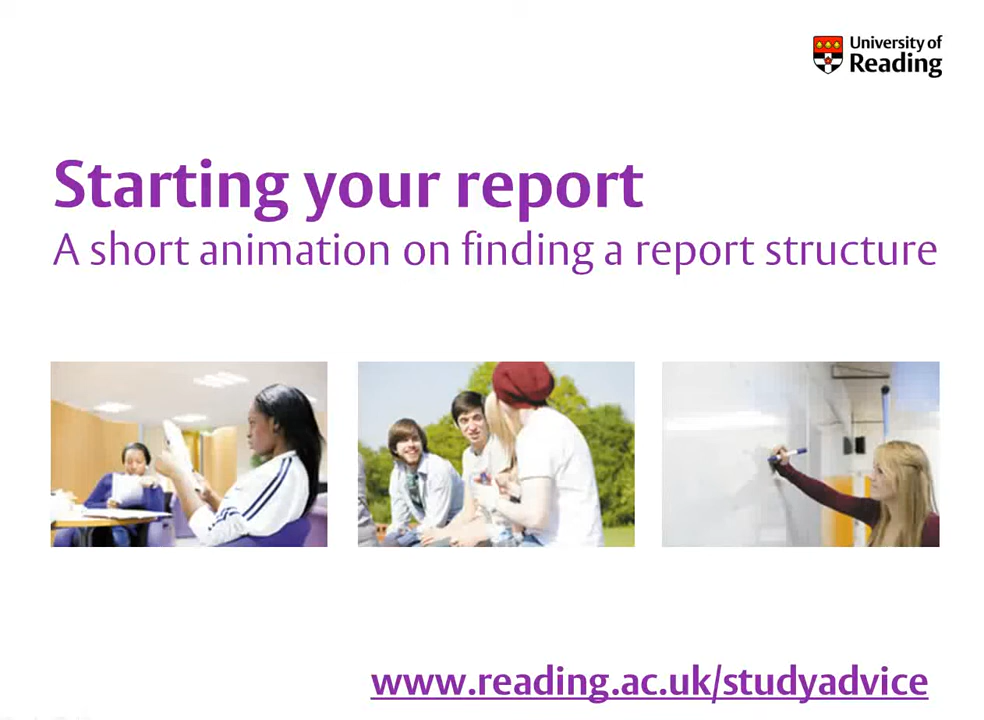 University of
Reading
Starting your report
A short animation on finding a report structure
www.reading.ac.uk/studyadvice